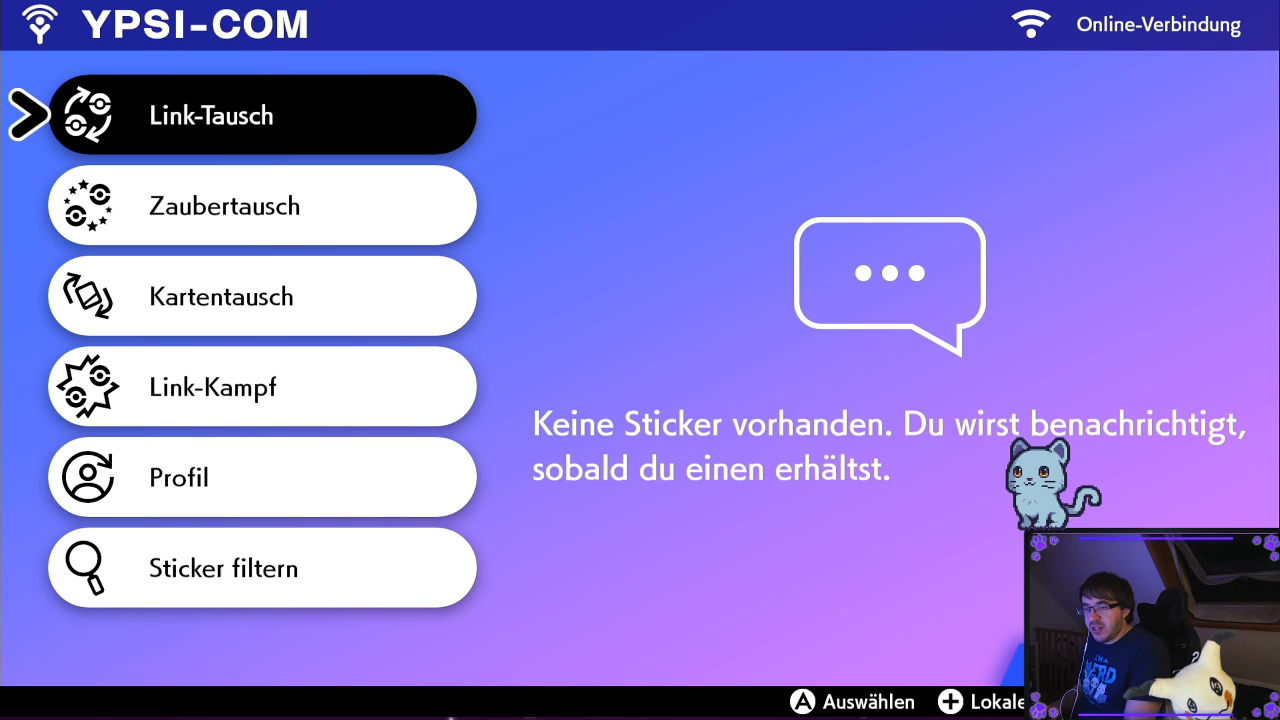 YPSI-COM
Online-Verbindung
Link-Tausch
Zaubertausch
Kartentausch
Link-Kampf
Profil
Sticker filtern
Keine Sticker vorhanden. Du wirst benachrichtigt,
sobald du einen erhältst.
I'M A
NERD
A Auswählen
+ Lokale